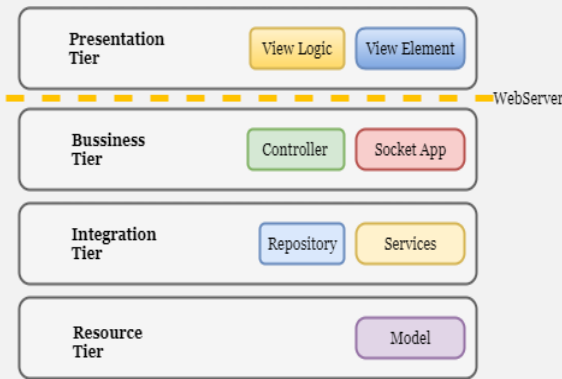 Presentation
Tier
View Logic
View Element
WebServer
Bussiness
Tier
Controller
Socket App
Integration
Tier
Repository
Services
Resource
Tier
Model